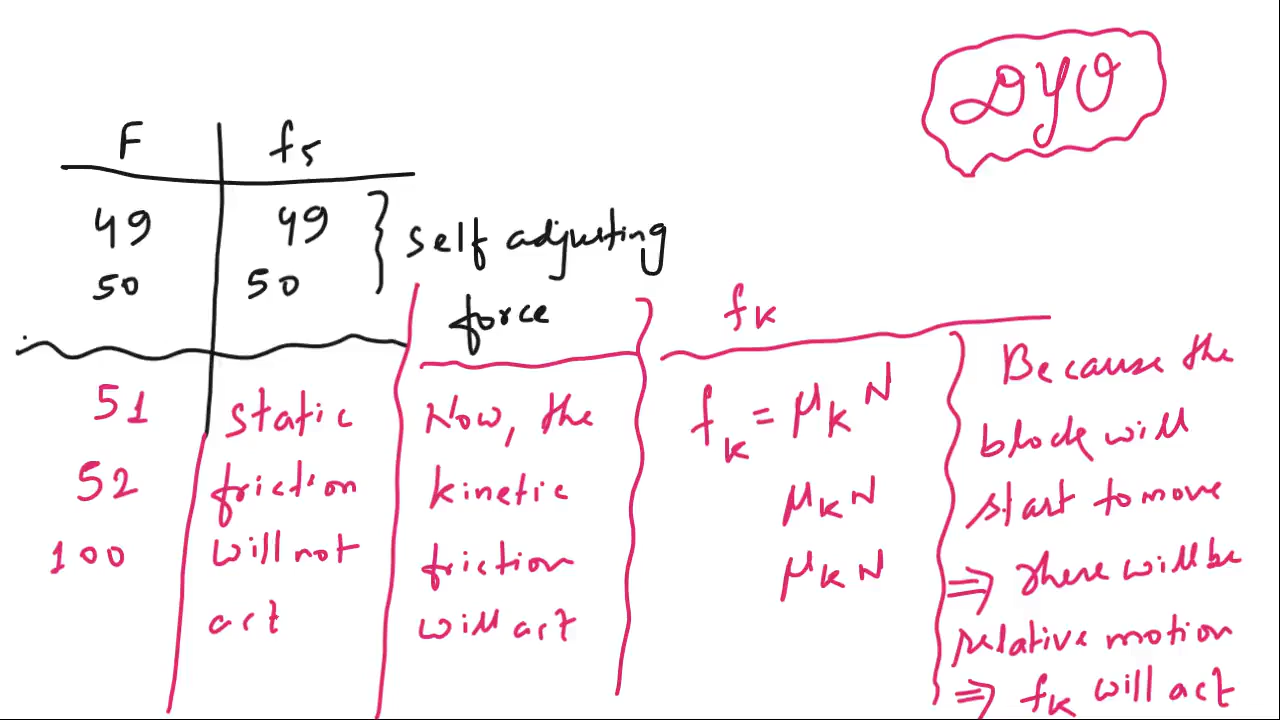 DYO
F fs
49 49
50 50
self adjusting
force
51
52
100
static
friction
will not
act
Now, the
kinetic
friction
will act
fk
fk = μk N
μk N
μk N
Because the
block will
start to move
⇒ there will be
relative motion
⇒ fk will act